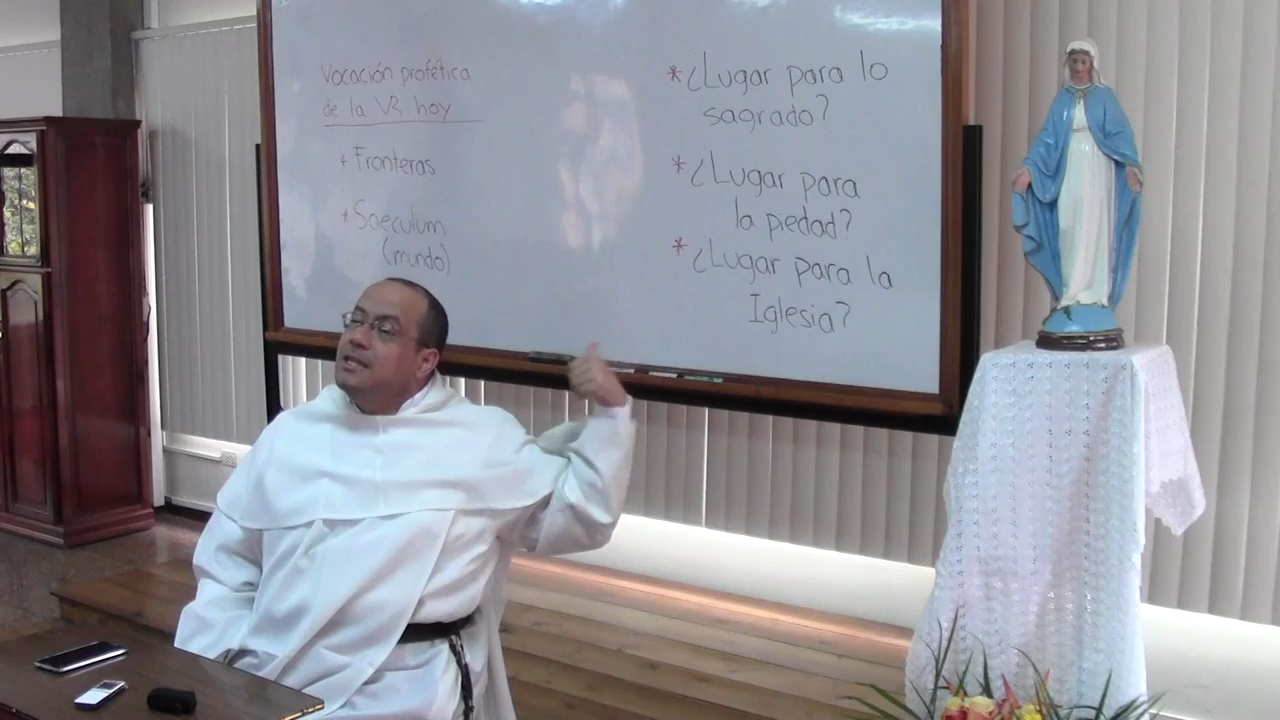 Vocación profética
de la VR hoy
+ Fronteras
+ Saeculum
(mundo)
*¿Lugar para lo
sagrado?
*¿Lugar para
la piedad?
*¿Lugar para la
Iglesia?